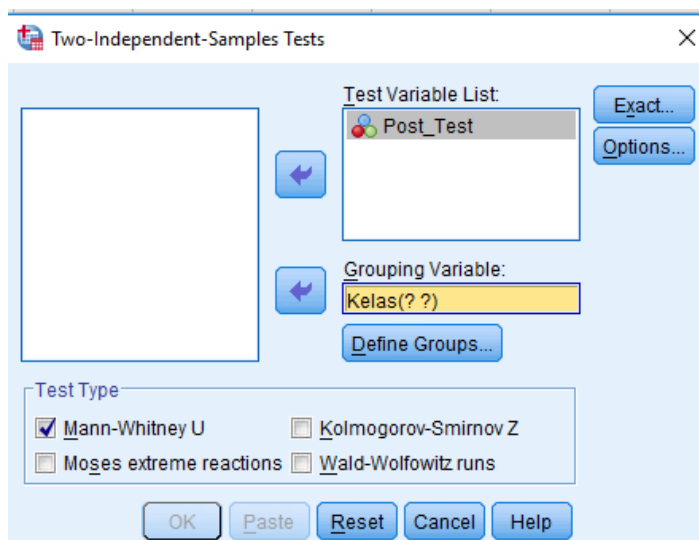 Two-Independent-Samples Tests
Test Variable List:
Post_Test
Exact...
Options...
Grouping Variable:
Kelas(? ?)
Define Groups...
Test Type
Mann-Whitney U
Kolmogorov-Smirnov Z
Moses extreme reactions
Wald-Wolfowitz runs
OK
Paste
Reset
Cancel
Help